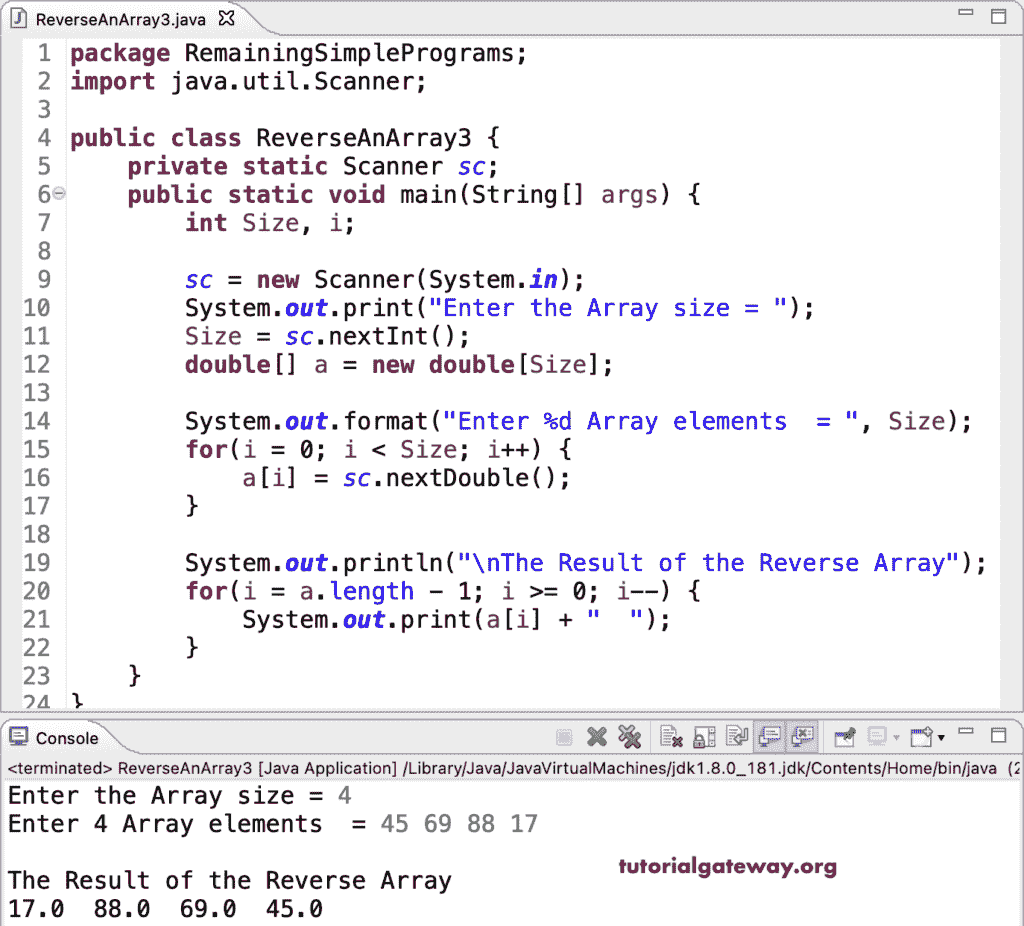 ReverseAnArray3.java
1 package RemainingSimplePrograms;
2 import java.util.Scanner;
3
4 public class ReverseAnArray3 {
5     private static Scanner sc;
6     public static void main(String[] args) {
7         int Size, i;
8
9         sc = new Scanner(System.in);
10         System.out.print("Enter the Array size = ");
11         Size = sc.nextInt();
12         double[] a = new double[Size];
13
14         System.out.format("Enter %d Array elements  = ", Size);
15         for(i = 0; i < Size; i++) {
16             a[i] = sc.nextDouble();
17         }
18
19         System.out.println("\nThe Result of the Reverse Array");
20         for(i = a.length - 1; i >= 0; i--) {
21             System.out.print(a[i] + "  ");
22         }
23     }
24 }
Console
<terminated> ReverseAnArray3 [Java Application] /Library/Java/JavaVirtualMachines/jdk1.8.0_181.jdk/Contents/Home/bin/java (2
Enter the Array size = 4
Enter 4 Array elements  = 45 69 88 17
tutorialgateway.org
The Result of the Reverse Array
17.0  88.0  69.0  45.0